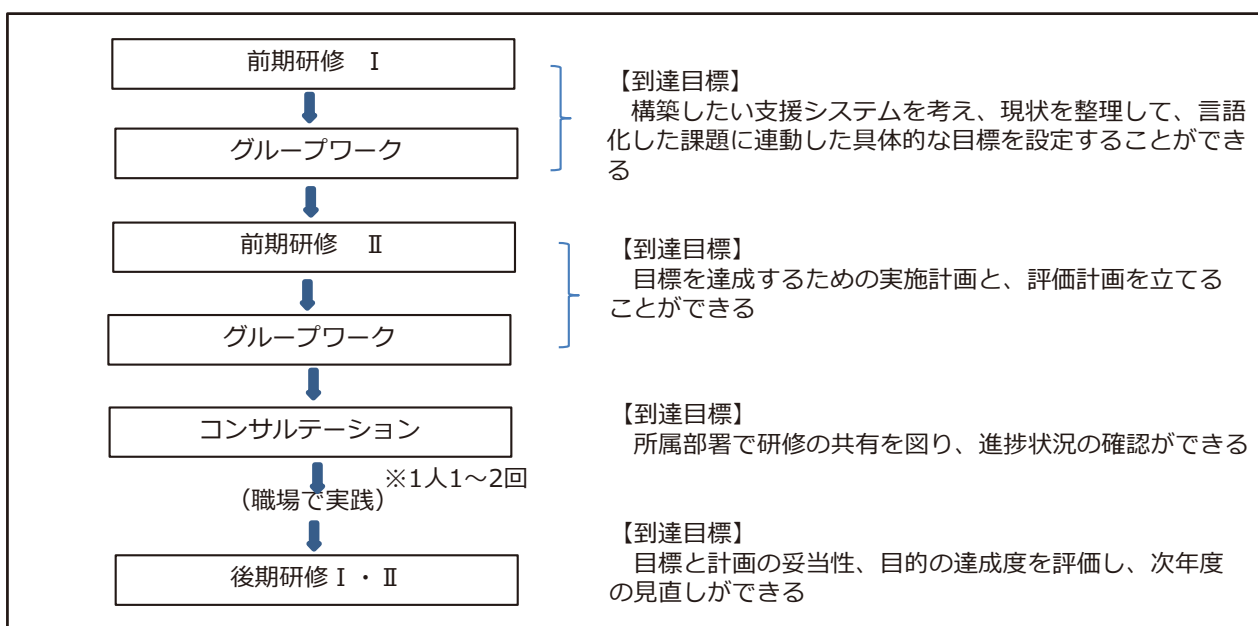 前期研修　Ⅰ
グループワーク
【到達目標】
構築したい支援システムを考え、現状を整理して、言語
化した課題に連動した具体的な目標を設定することができ
る
前期研修　Ⅱ
グループワーク
【到達目標】
目標を達成するための実施計画と、評価計画を立てる
ことができる
コンサルテーション
※1人1～2回
【到達目標】
所属部署で研修の共有を図り、進捗状況の確認ができる
（職場で実践）
後期研修Ⅰ・Ⅱ
【到達目標】
目標と計画の妥当性、目的の達成度を評価し、次年度
の見直しができる